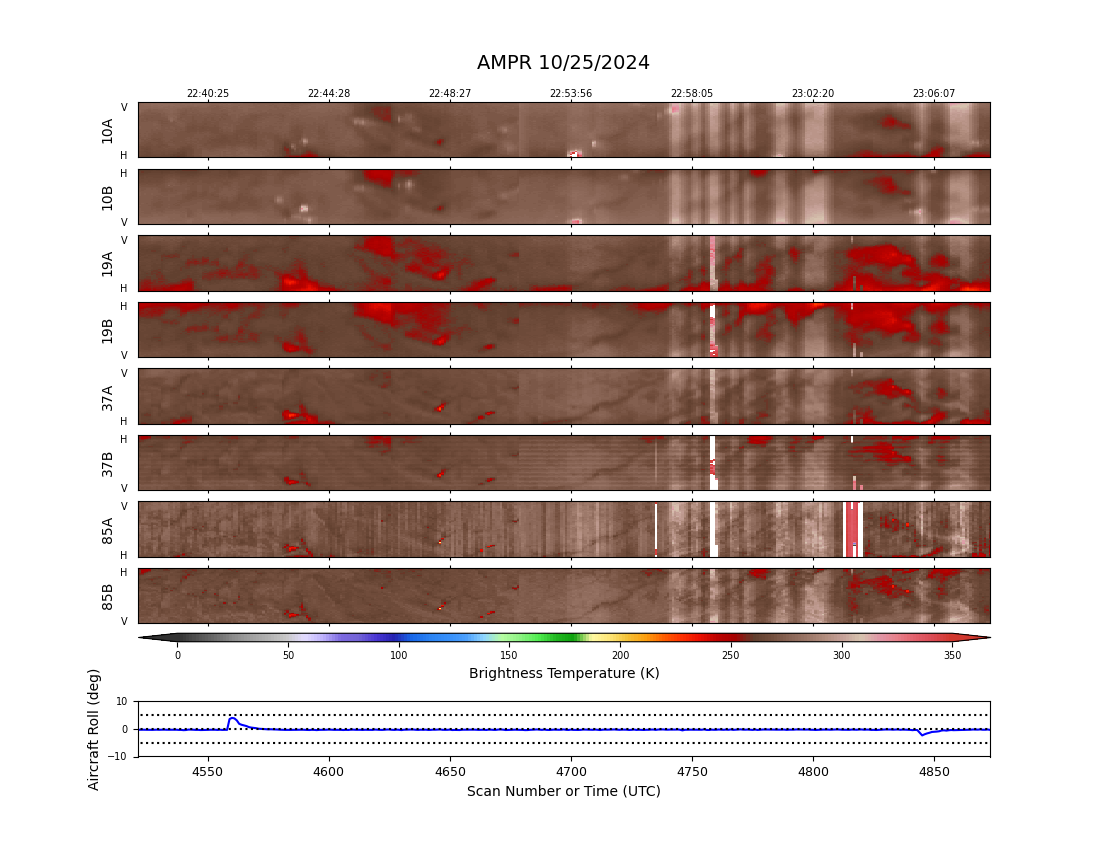 AMPR 10/25/2024
22:40:25 22:44:28 22:48:27 22:53:56 22:58:05 23:02:20 23:06:07
V
10A
H
H
10B
V
V
19A
H
H
19B
V
V
37A
H
H
37B
V
V
85A
H
H
85B
V
0 50 100 150 200 250 300 350
Brightness Temperature (K)
Aircraft Roll (deg)
10
0
−10
4550 4600 4650 4700 4750 4800 4850
Scan Number or Time (UTC)